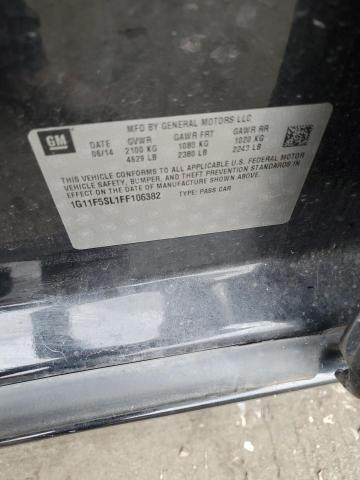 MFD BY GENERAL MOTORS LLC
GM DATE GVWR GAWR FRT GAWR RR
06/14 2100 KG 1080 KG 1020 KG
4629 LB 2380 LB 2249 LB
THIS VEHICLE CONFORMS TO ALL APPLICABLE U.S. FEDERAL MOTOR
VEHICLE SAFETY, BUMPER, AND THEFT PREVENTION STANDARDS IN
EFFECT ON THE DATE OF MANUFACTURE SHOWN ABOVE.
1G11F5SL1FF106382 TYPE: PASS CAR